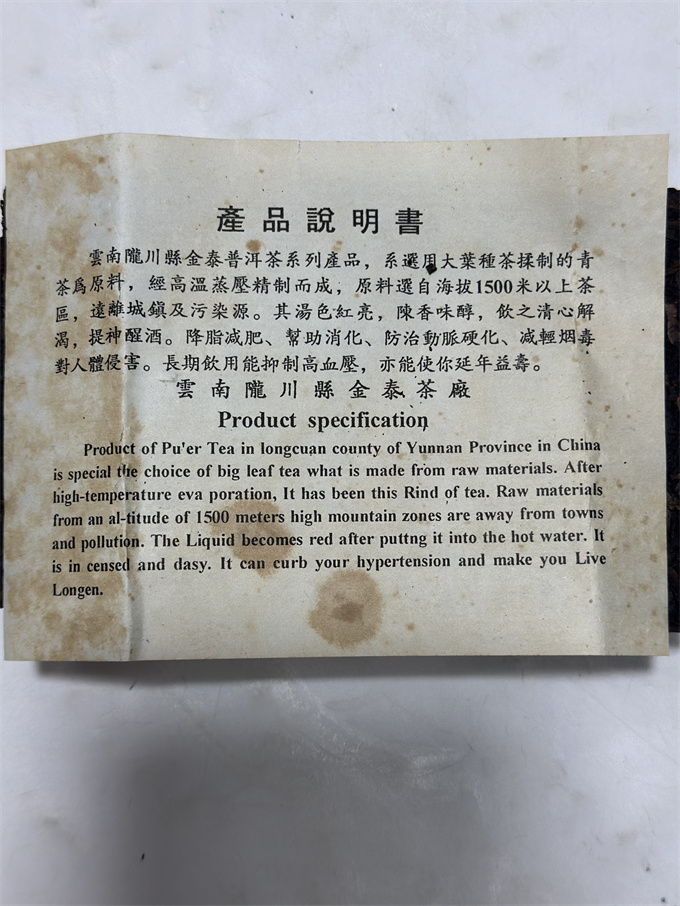 產品說明書
雲南隴川縣金泰普洱茶系列產品，系選用大葉種茶揉制的青
茶爲原料，經高溫蒸壓精制而成，原料選自海拔1500米以上茶
區，遠離城鎮及污染源。其湯色紅亮，陳香味醇，飲之清心解
渴，提神醒酒。降脂减肥、幫助消化、防治動脈硬化、减輕烟毒
對人體侵害。長期飲用能抑制高血壓，亦能使你延年益壽。
雲南隴川縣金泰茶廠
Product specification
Product of Pu'er Tea in longcuan county of Yunnan Province in China
is special the choice of big leaf tea what is made from raw materials. After
high-temperature eva poration, It has been this Rind of tea. Raw materials
from an al-titude of 1500 meters high mountain zones are away from towns
and pollution. The Liquid becomes red after puttng it into the hot water. It
is in censed and dasy. It can curb your hypertension and make you Live
Longen.